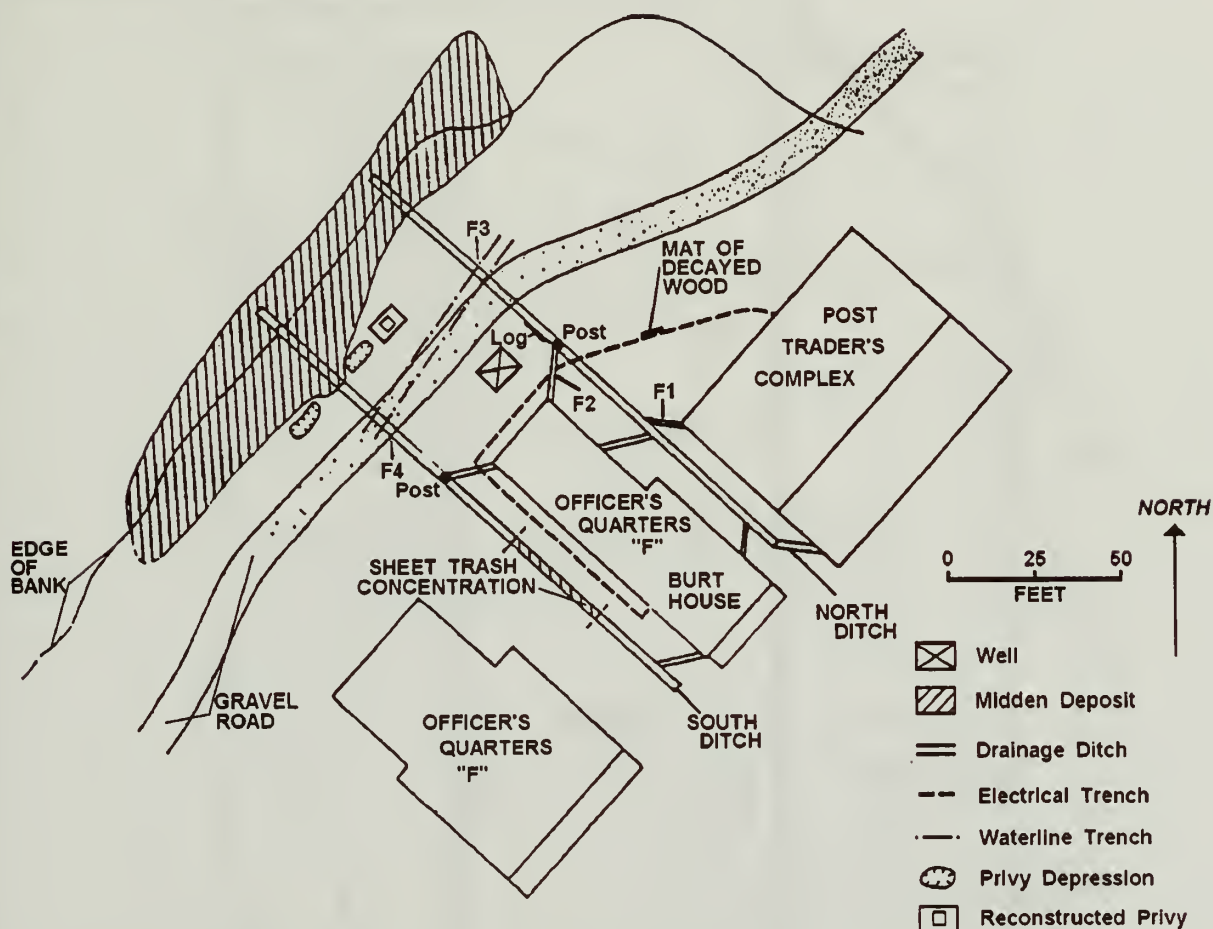 F3
MAT OF
DECAYED
WOOD
POST
TRADER'S
COMPLEX
Log
Post
F1
F2
F4
Post
OFFICER'S
QUARTERS
"F"
BURT
HOUSE
SHEET TRASH
CONCENTRATION
EDGE
OF
BANK
NORTH
DITCH
GRAVEL
ROAD
OFFICER'S
QUARTERS
"F"
SOUTH
DITCH
NORTH
0 25 50
FEET
Well
Midden Deposit
Drainage Ditch
Electrical Trench
Waterline Trench
Privy Depression
Reconstructed Privy